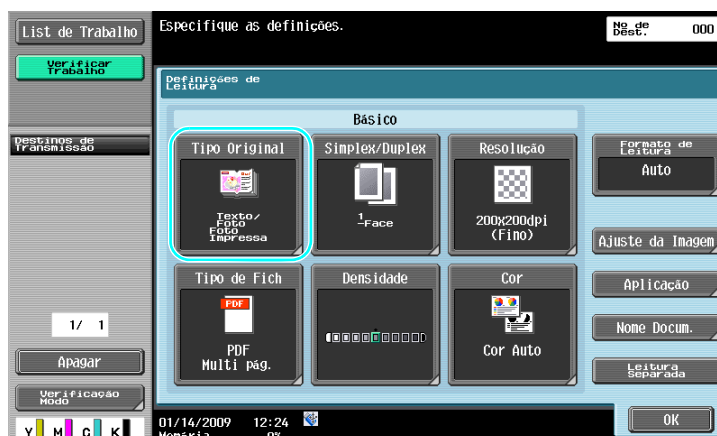 List de Trabalho
Verificar
Trabalho
Especifique as definições.
Nº de
Dést.
000
Definições de
Leitura
Destinos de
Transmissão
Básico
Tipo Original
Texto/
Foto
Foto
Impressa
Simplex/Duplex
1
-Face
Resolução
200X200dpi
(Fino)
Formato de
Leitura
Auto
Ajuste da Imagem
Tipo de Fich
PDF
PDF
Multi pág.
Densidade
Cor
Cor Auto
Aplicação
Nome Docum.
Leitura
Separada
1/ 1
Apagar
Verificação
Modo
Y M C K
01/14/2009 12:24
Memória 0%
OK